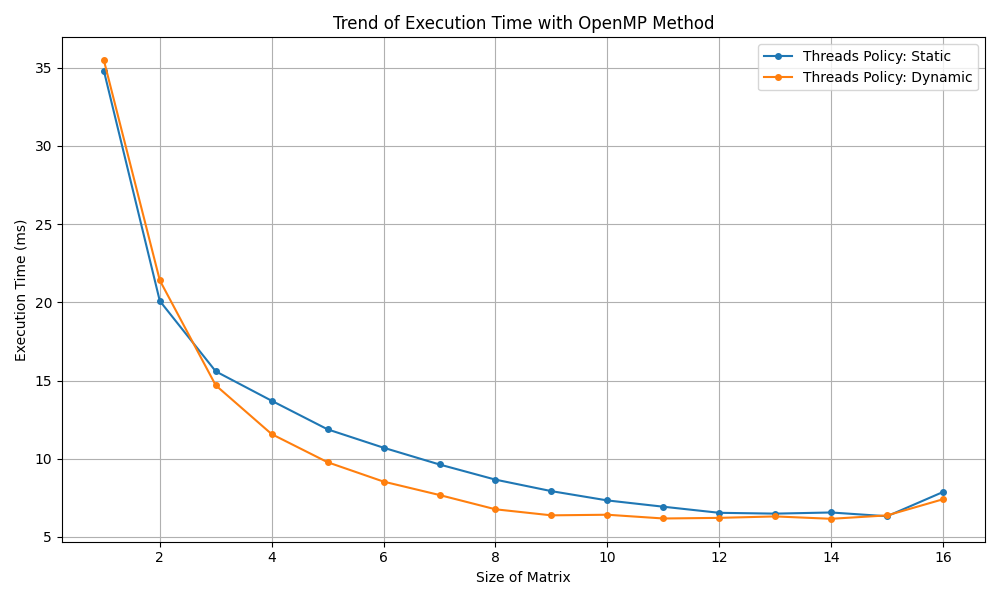 Trend of Execution Time with OpenMP Method
Threads Policy: Static
Threads Policy: Dynamic
Execution Time (ms)
35
30
25
20
15
10
5
2 4 6 8 10 12 14 16
Size of Matrix